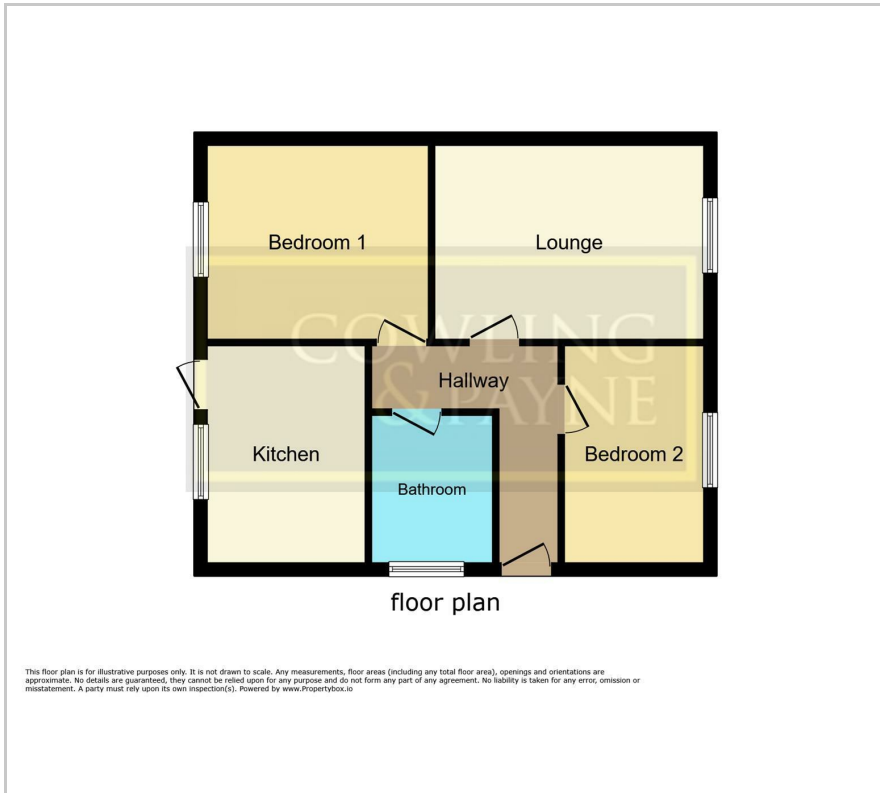 Bedroom 1
Lounge
COWLING
& PAYNE
Hallway
Kitchen
Bedroom 2
Bathroom
floor plan
This floor plan is for illustrative purposes only. It is not drawn to scale. Any measurements, floor areas (including any total floor area), openings and orientations are
approximate. No details are guaranteed, they cannot be relied upon for any purpose and do not form any part of any agreement. No liability is taken for any error, omission or
misstatement. A party must rely upon its own inspection(s). Powered by www.Propertybox.io